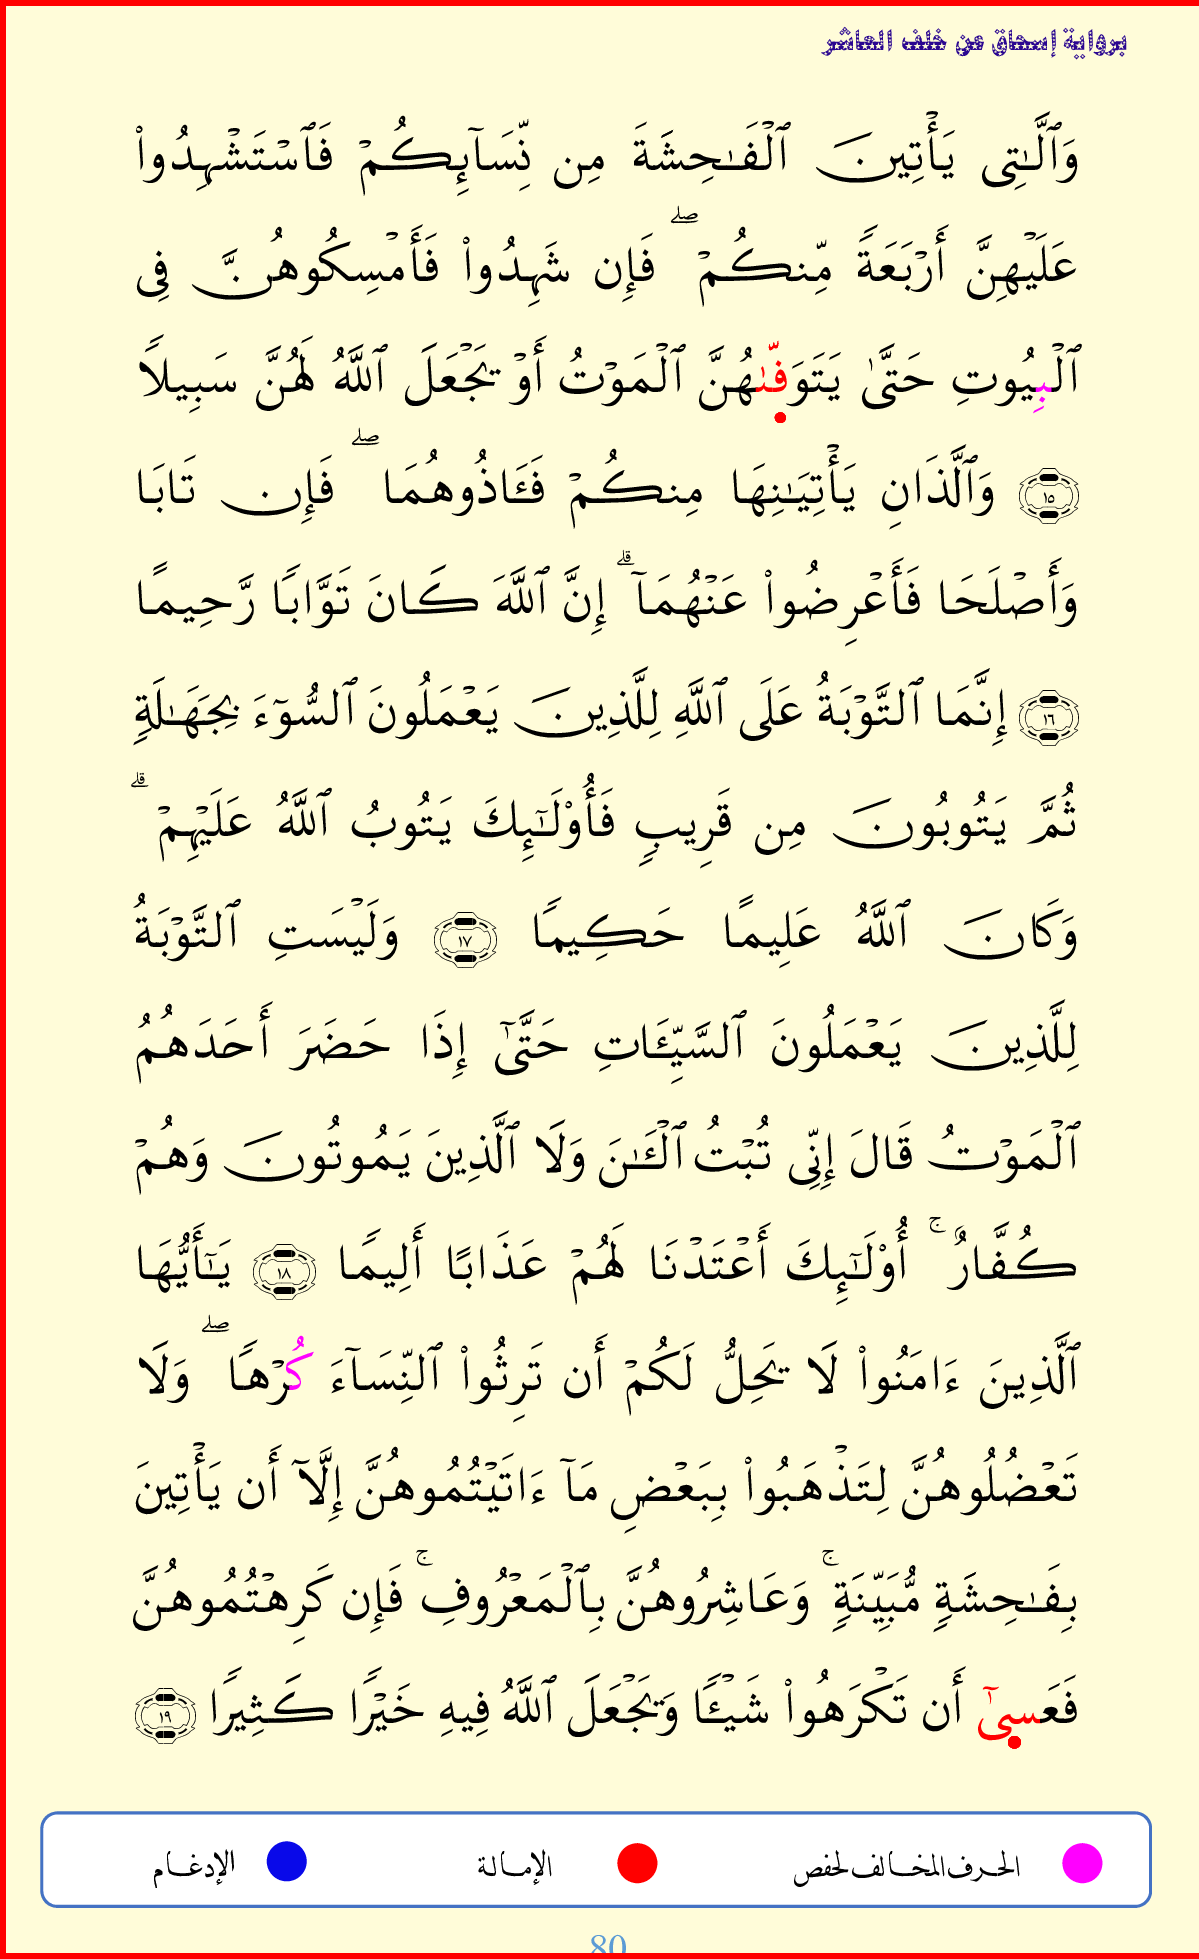 برواية إسحاق عن خلف العاشر
وَٱلَّـٰتِى يَأۡتِينَ ٱلۡفَـٰحِشَةَ مِن نِّسَآئِكُمۡ فَٱسۡتَشۡهِدُوا۟
عَلَيۡهِنَّ أَرۡبَعَةً مِّنكُمۡۖ فَإِن شَهِدُوا۟ فَأَمۡسِكُوهُنَّ فِى
ٱلۡبِيُوتِ حَتَّىٰ يَتَوَفَّىٰهُنَّ ٱلۡمَوۡتُ أَوۡ يَجۡعَلَ ٱللَّهُ لَهُنَّ سَبِيلًا
١٥ وَٱلَّذَانِ يَأۡتِيَـٰنِهَا مِنكُمۡ فَـَٔاذُوهُمَاۖ فَإِن تَابَا
وَأَصۡلَحَا فَأَعۡرِضُوا۟ عَنۡهُمَآۗ إِنَّ ٱللَّهَ كَانَ تَوَّابًا رَّحِيمًا
١٦ إِنَّمَا ٱلتَّوۡبَةُ عَلَى ٱللَّهِ لِلَّذِينَ يَعۡمَلُونَ ٱلسُّوٓءَ بِجَهَـٰلَةٍ
ثُمَّ يَتُوبُونَ مِن قَرِيبٍ فَأُو۟لَـٰٓئِكَ يَتُوبُ ٱللَّهُ عَلَيۡهِمۡۗ
وَكَانَ ٱللَّهُ عَلِيمًا حَكِيمًا ١٧ وَلَيۡسَتِ ٱلتَّوۡبَةُ
لِلَّذِينَ يَعۡمَلُونَ ٱلسَّيِّـَٔاتِ حَتَّىٰٓ إِذَا حَضَرَ أَحَدَهُمُ
ٱلۡمَوۡتُ قَالَ إِنِّى تُبۡتُ ٱلۡـَٔـٰنَ وَلَا ٱلَّذِينَ يَمُوتُونَ وَهُمۡ
كُفَّارٌۚ أُو۟لَـٰٓئِكَ أَعۡتَدۡنَا لَهُمۡ عَذَابًا أَلِيمًا ١٨ يَـٰٓأَيُّهَا
ٱلَّذِينَ ءَامَنُوا۟ لَا يَحِلُّ لَكُمۡ أَن تَرِثُوا۟ ٱلنِّسَآءَ كُرۡهًاۖ وَلَا
تَعۡضُلُوهُنَّ لِتَذۡهَبُوا۟ بِبَعۡضِ مَآ ءَاتَيۡتُمُوهُنَّ إِلَّآ أَن يَأۡتِينَ
بِفَـٰحِشَةٍ مُّبَيِّنَةٍۚ وَعَاشِرُوهُنَّ بِٱلۡمَعۡرُوفِۚ فَإِن كَرِهۡتُمُوهُنَّ
فَعَسِىٰٓ أَن تَكۡرَهُوا۟ شَيۡـًٔا وَيَجۡعَلَ ٱللَّهُ فِيهِ خَيۡرًا كَثِيرًا ١٩
الحرف المخالف لحفص الإمالة الإدغام
80